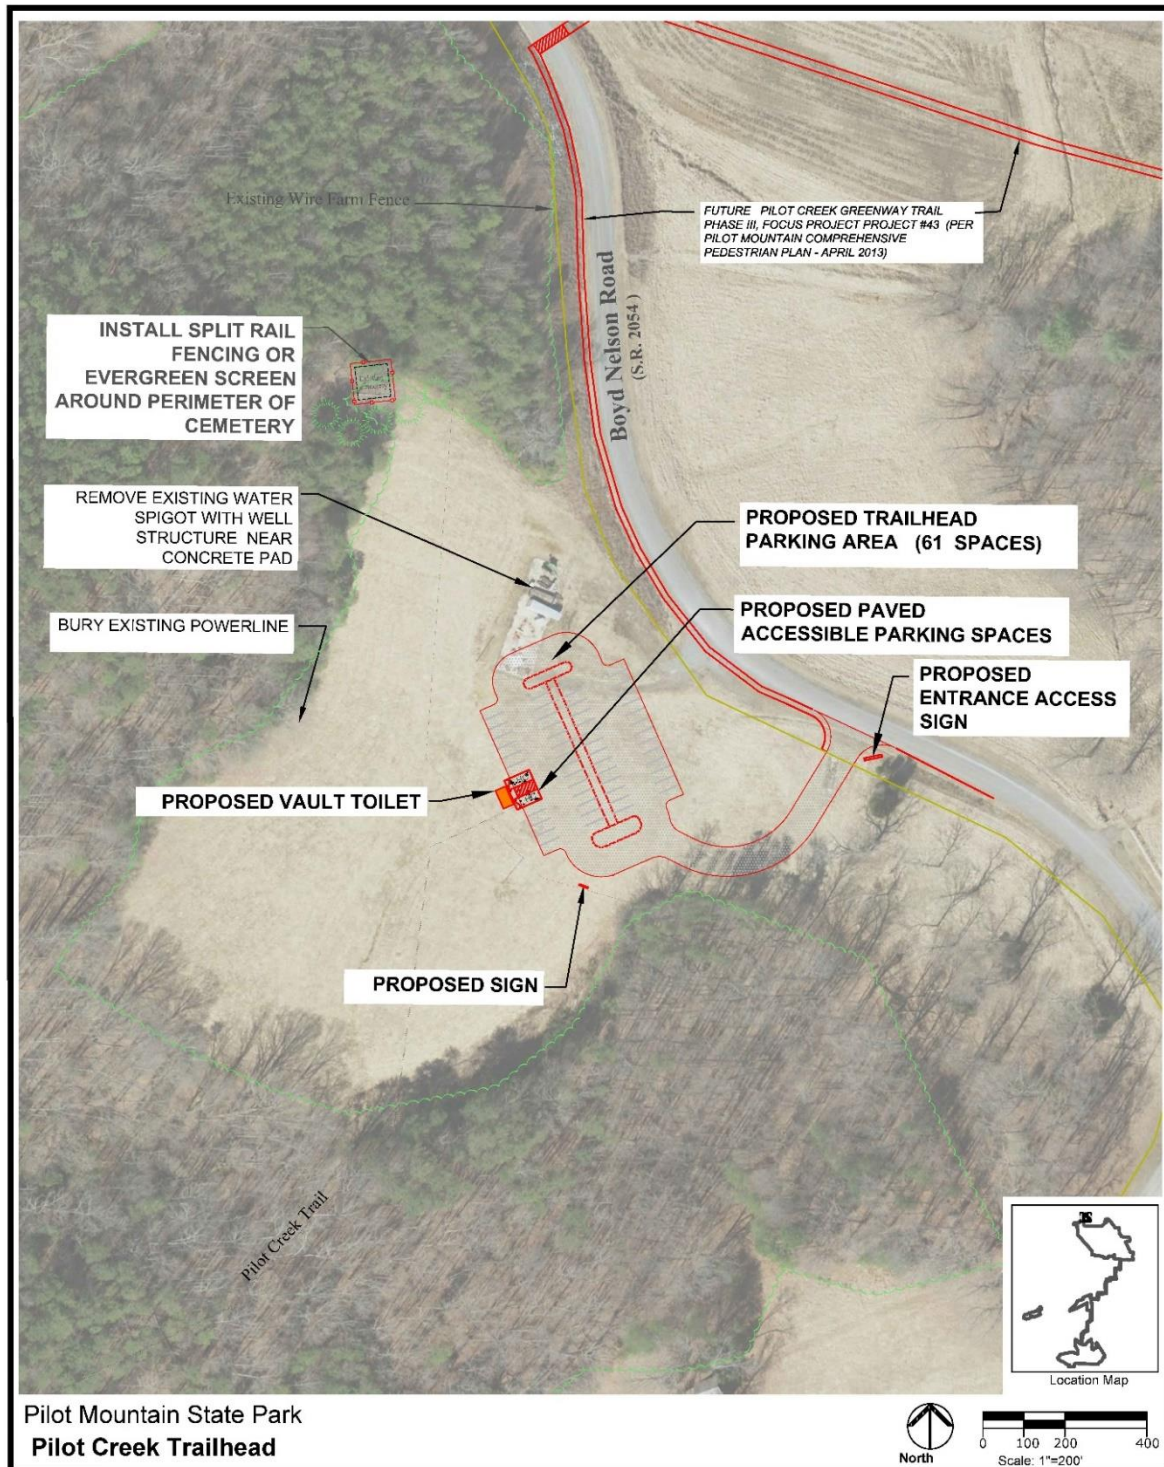 Existing Wire Farm Fence
FUTURE PILOT CREEK GREENWAY TRAIL
PHASE III, FOCUS PROJECT PROJECT #43 (PER
PILOT MOUNTAIN COMPREHENSIVE
PEDESTRIAN PLAN - APRIL 2013)
Boyd Nelson Road
(S.R. 2054 )
INSTALL SPLIT RAIL
FENCING OR
EVERGREEN SCREEN
AROUND PERIMETER OF
CEMETERY
REMOVE EXISTING WATER
SPIGOT WITH WELL
STRUCTURE NEAR
CONCRETE PAD
PROPOSED TRAILHEAD
PARKING AREA (61 SPACES)
BURY EXISTING POWERLINE
PROPOSED PAVED
ACCESSIBLE PARKING SPACES
PROPOSED
ENTRANCE ACCESS
SIGN
PROPOSED VAULT TOILET
PROPOSED SIGN
Pilot Creek Trail
Location Map
Pilot Mountain State Park
Pilot Creek Trailhead
North
0 100 200 400
Scale: 1"=200'